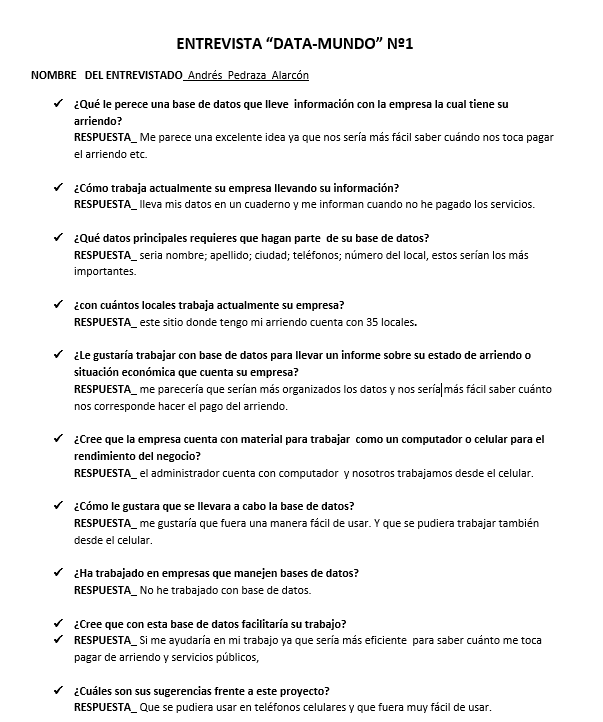 ENTREVISTA “DATA-MUNDO” Nº1
NOMBRE DEL ENTREVISTADO_Andrés Pedraza Alarcón
✓ ¿Qué le perece una base de datos que lleve información con la empresa la cual tiene su
arriendo?
RESPUESTA_ Me parece una excelente idea ya que nos sería más fácil saber cuándo nos toca pagar
el arriendo etc.
✓ ¿Cómo trabaja actualmente su empresa llevando su información?
RESPUESTA_ lleva mis datos en un cuaderno y me informan cuando no he pagado los servicios.
✓ ¿Qué datos principales requieres que hagan parte de su base de datos?
RESPUESTA_ seria nombre; apellido; ciudad; teléfonos; número del local, estos serían los más
importantes.
✓ ¿con cuántos locales trabaja actualmente su empresa?
RESPUESTA_ este sitio donde tengo mi arriendo cuenta con 35 locales.
✓ ¿Le gustaría trabajar con base de datos para llevar un informe sobre su estado de arriendo o
situación económica que cuenta su empresa?
RESPUESTA_ me parecería que serían más organizados los datos y nos sería más fácil saber cuánto
nos corresponde hacer el pago del arriendo.
✓ ¿Cree que la empresa cuenta con material para trabajar como un computador o celular para el
rendimiento del negocio?
RESPUESTA_ el administrador cuenta con computador y nosotros trabajamos desde el celular.
✓ ¿Cómo le gustara que se llevara a cabo la base de datos?
RESPUESTA_ me gustaría que fuera una manera fácil de usar. Y que se pudiera trabajar también
desde el celular.
✓ ¿Ha trabajado en empresas que manejen bases de datos?
RESPUESTA_ No he trabajado con base de datos.
✓ ¿Cree que con esta base de datos facilitaría su trabajo?
✓ RESPUESTA_ Si me ayudaría en mi trabajo ya que sería más eficiente para saber cuánto me toca
pagar de arriendo y servicios públicos,
✓ ¿Cuáles son sus sugerencias frente a este proyecto?
RESPUESTA_ Que se pudiera usar en teléfonos celulares y que fuera muy fácil de usar.